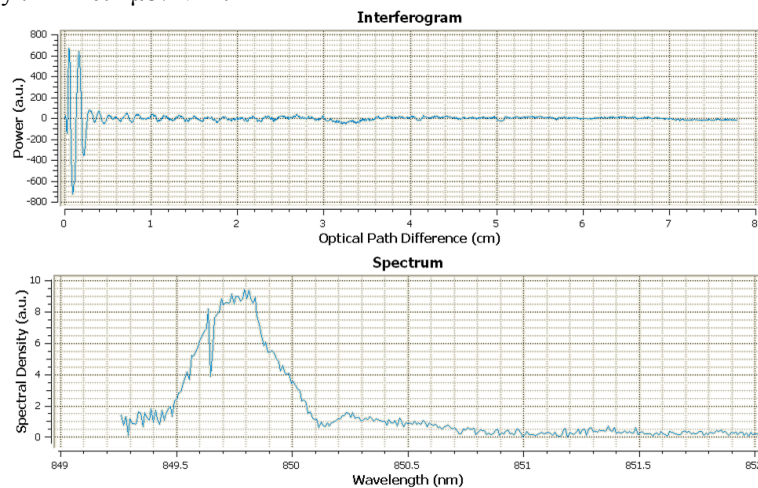 Interferogram
800
600
400
200
0
-200
-400
-600
-800
Power (a.u.)
0 1 2 3 4 5 6 7 8
Optical Path Difference (cm)
Spectrum
10
8
6
4
2
0
Spectral Density (a.u.)
849 849.5 850 850.5 851 851.5
Wavelength (nm)